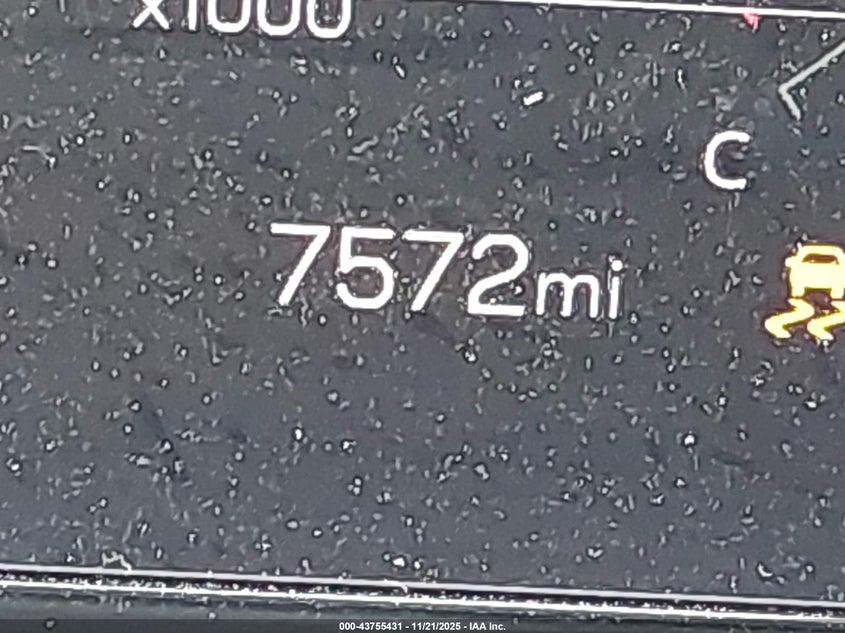 x1000
C
7572mi
000-43755431 - 11/21/2025 - IAA Inc.